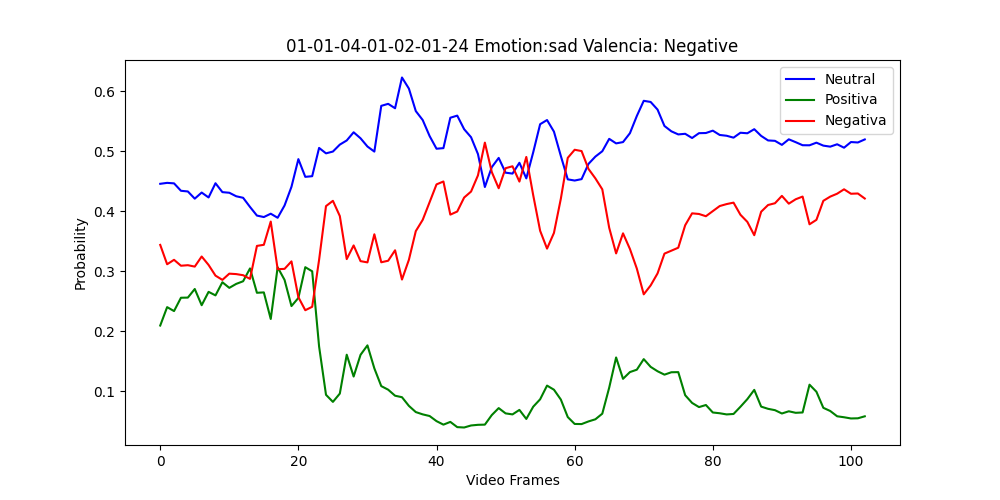 01-01-04-01-02-01-24 Emotion:sad Valencia: Negative
Neutral
Positiva
Negativa
Probability
0.6
0.5
0.4
0.3
0.2
0.1
0 20 40 60 80 100
Video Frames